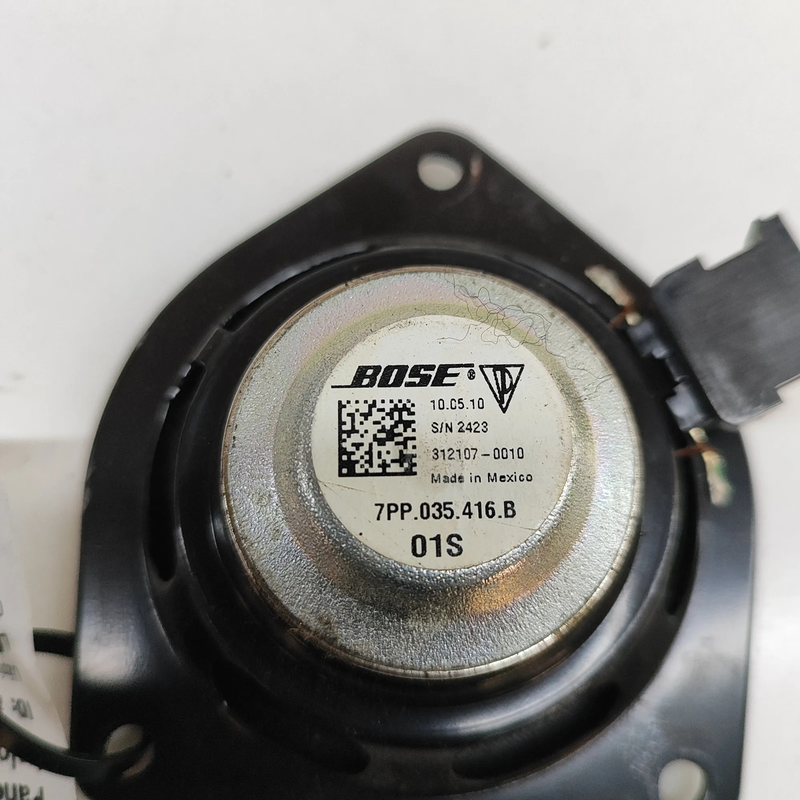 BOSE®
10.05.10
S/N 2423
312107-0010
Made in Mexico
7PP.035.416.B
01S